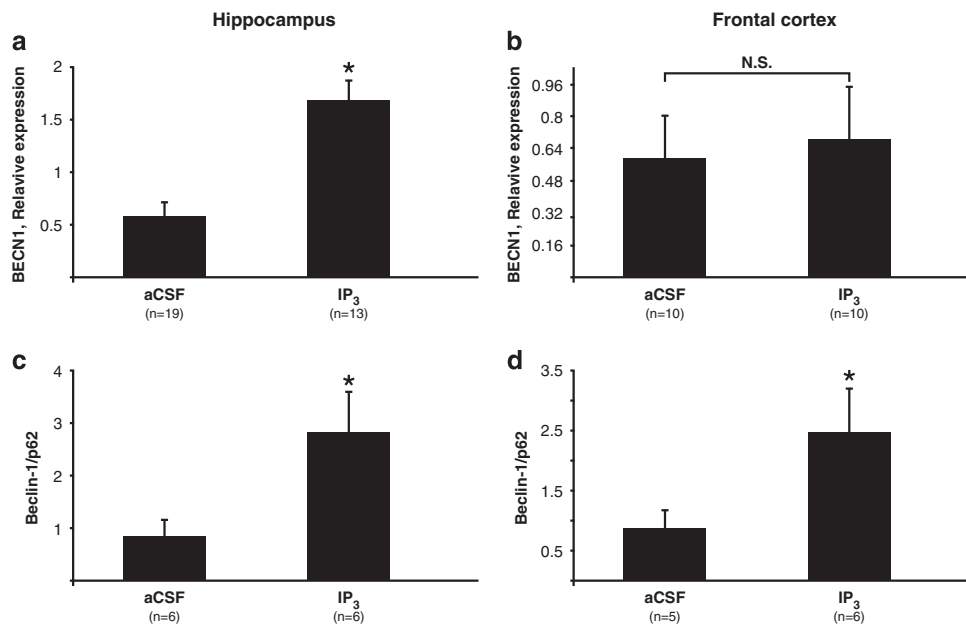 Hippocampus
Frontal cortex
a
BECN1, Relavive expression
2
1.5
1
0.5
*
aCSF
IP3
(n=19)
(n=13)
b
BECN1, Relavive expression
0.96
0.8
0.64
0.48
0.32
0.16
N.S.
aCSF
IP3
(n=10)
(n=10)
c
Beclin-1/p62
4
3
2
1
*
aCSF
IP3
(n=6)
(n=6)
d
Beclin-1/p62
3.5
2.5
1.5
0.5
*
aCSF
IP3
(n=5)
(n=6)